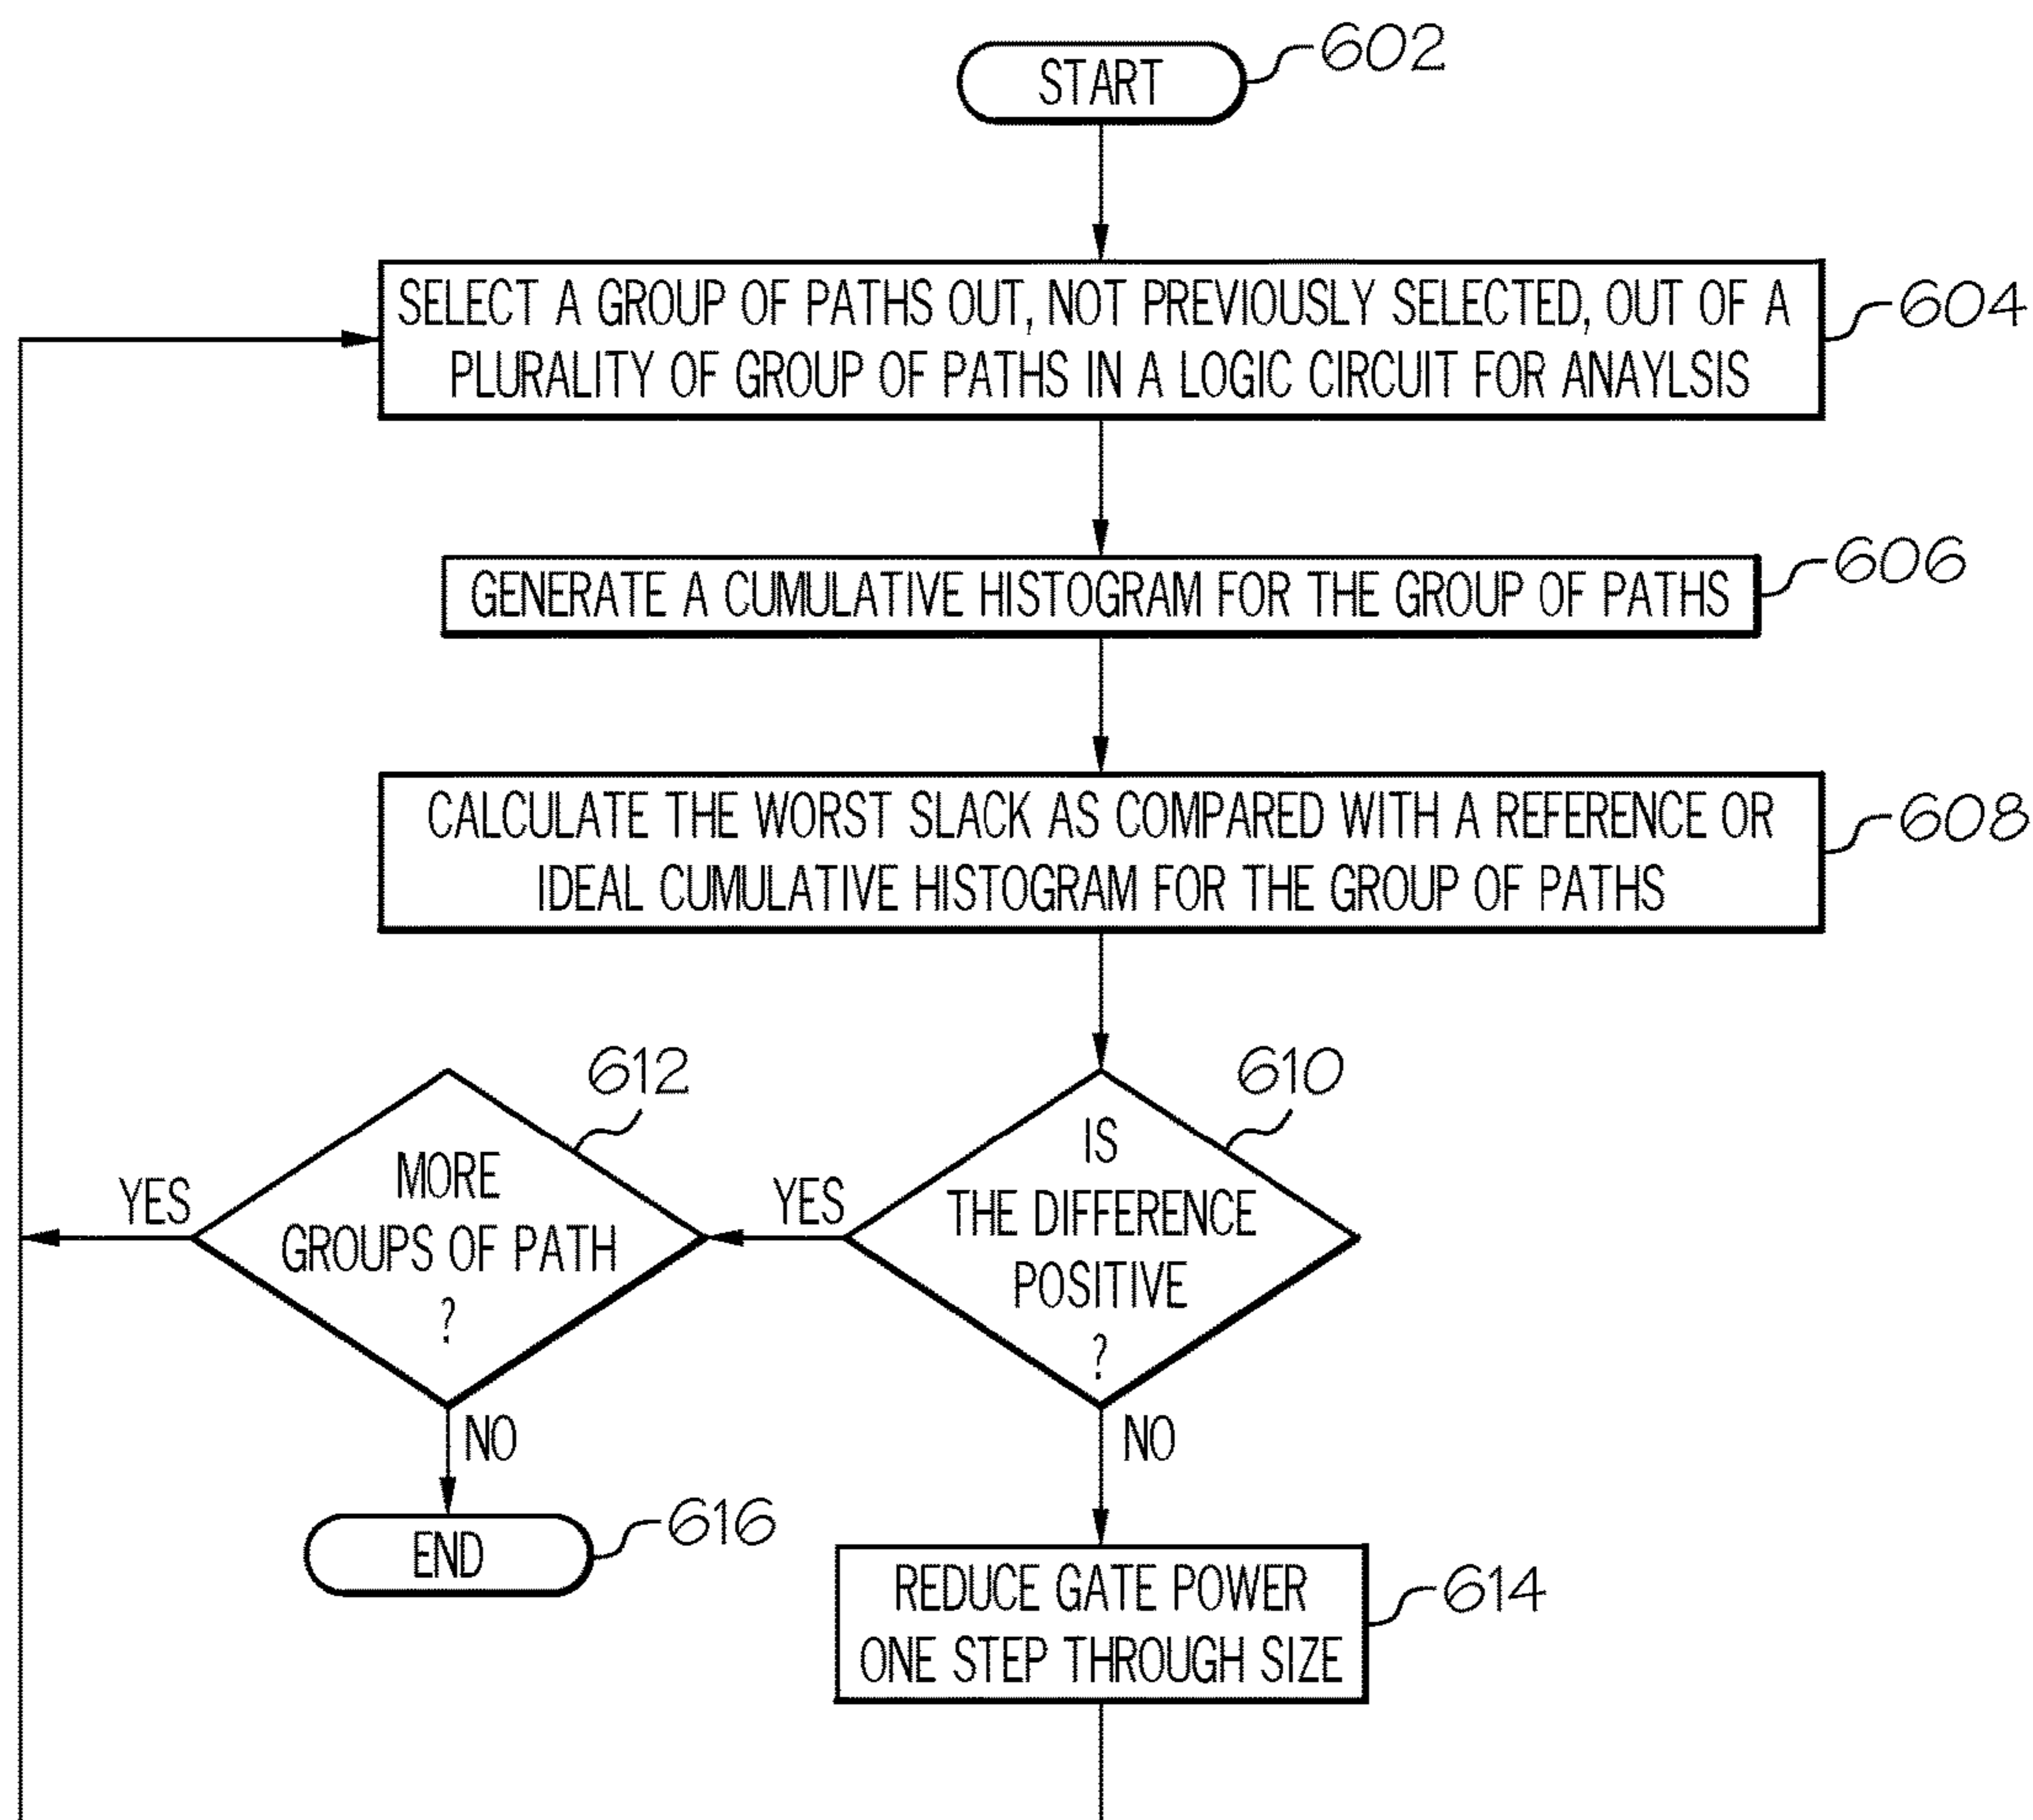 START
602
SELECT A GROUP OF PATHS OUT, NOT PREVIOUSLY SELECTED, OUT OF A
PLURALITY OF GROUP OF PATHS IN A LOGIC CIRCUIT FOR ANAYLSIS
604
GENERATE A CUMULATIVE HISTOGRAM FOR THE GROUP OF PATHS
606
CALCULATE THE WORST SLACK AS COMPARED WITH A REFERENCE OR
IDEAL CUMULATIVE HISTOGRAM FOR THE GROUP OF PATHS
608
610
IS
THE DIFFERENCE
POSITIVE
?
YES
NO
612
MORE
GROUPS OF PATH
?
YES
NO
END
616
REDUCE GATE POWER
ONE STEP THROUGH SIZE
614